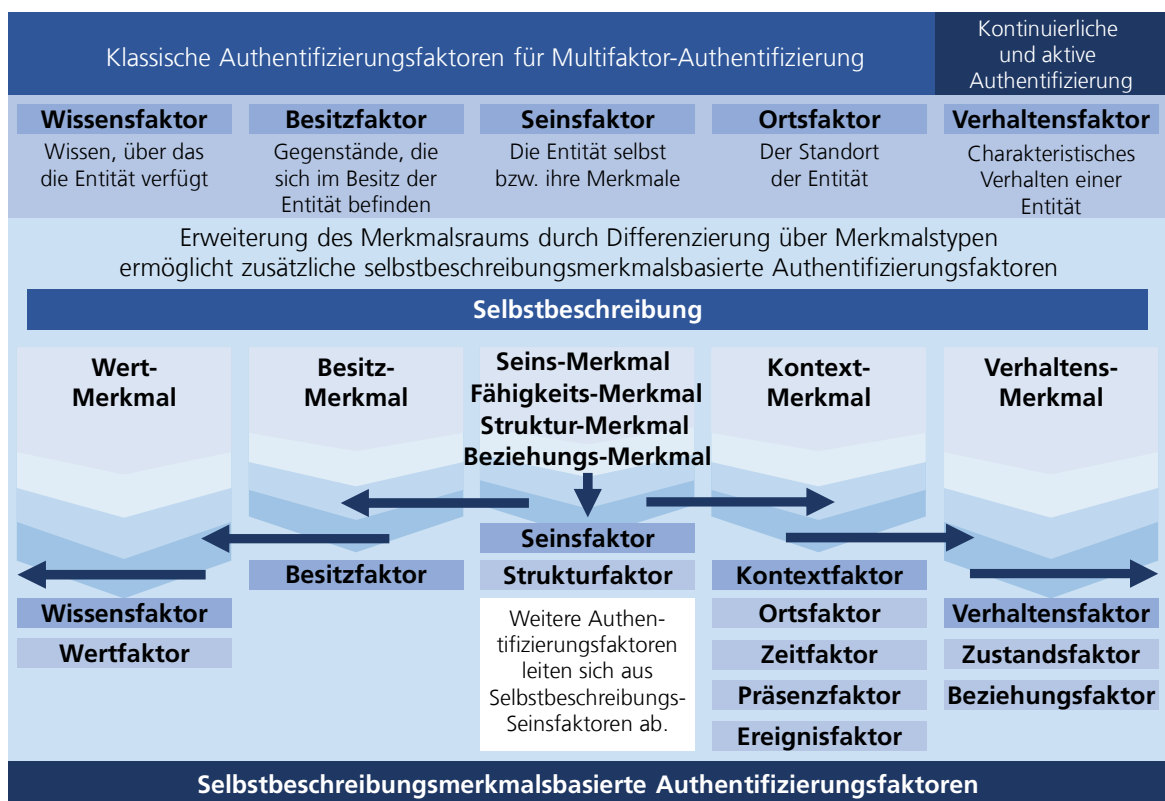 Klassische Authentifizierungsfaktoren für Multifaktor-Authentifizierung
Kontinuierliche
und aktive
Authentifizierung
Wissensfaktor
Wissen, über das
die Entität verfügt
Besitzfaktor
Gegenstände, die
sich im Besitz der
Entität befinden
Seinsfaktor
Die Entität selbst
bzw. ihre Merkmale
Ortsfaktor
Der Standort
der Entität
Verhaltensfaktor
Charakteristisches
Verhalten einer
Entität
Erweiterung des Merkmalsraums durch Differenzierung über Merkmalstypen
ermöglicht zusätzliche selbstbeschreibungsmerkmalsbasierte Authentifizierungsfaktoren
Selbstbeschreibung
Wert-
Merkmal
Besitz-
Merkmal
Seins-Merkmal
Fähigkeits-Merkmal
Struktur-Merkmal
Beziehungs-Merkmal
Kontext-
Merkmal
Verhaltens-
Merkmal
Wissensfaktor
Wertfaktor
Besitzfaktor
Seinsfaktor
Strukturfaktor
Weitere Authen-
tifizierungsfaktoren
leiten sich aus
Selbstbeschreibungs-
Seinsfaktoren ab.
Kontextfaktor
Ortsfaktor
Zeitfaktor
Präsenzfaktor
Ereignisfaktor
Verhaltensfaktor
Zustandsfaktor
Beziehungsfaktor
Selbstbeschreibungsmerkmalsbasierte Authentifizierungsfaktoren